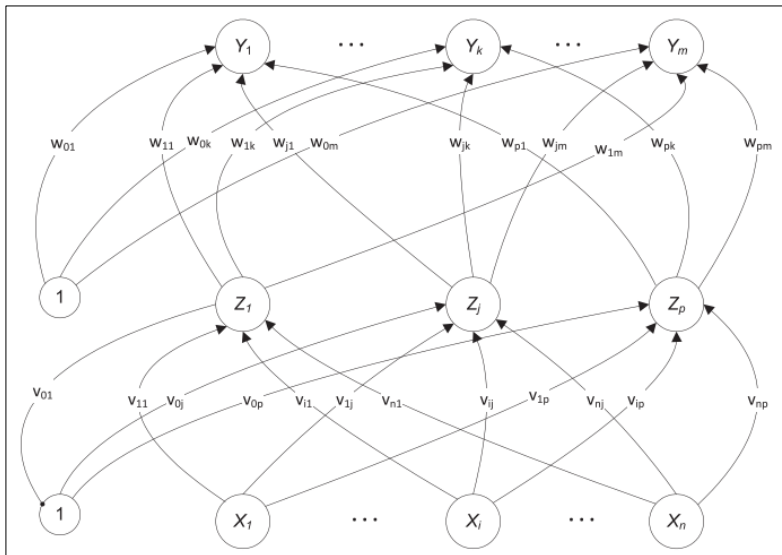 Y₁ ... Yₖ ... Yₘ
w₀₁ w₁₁ w₀ₖ w₁ₖ wⱼ₁ w₀ₘ wⱼₖ wₚ₁ wⱼₘ w₁ₘ wₚₖ wₚₘ
1 Z₁ Zⱼ Zₚ
v₀₁ v₁₁ v₀ⱼ v₀ₚ vᵢ₁ v₁ⱼ vₙ₁ vᵢⱼ v₁ₚ vₙⱼ vᵢₚ vₙₚ
1 X₁ ... Xᵢ ... Xₙ